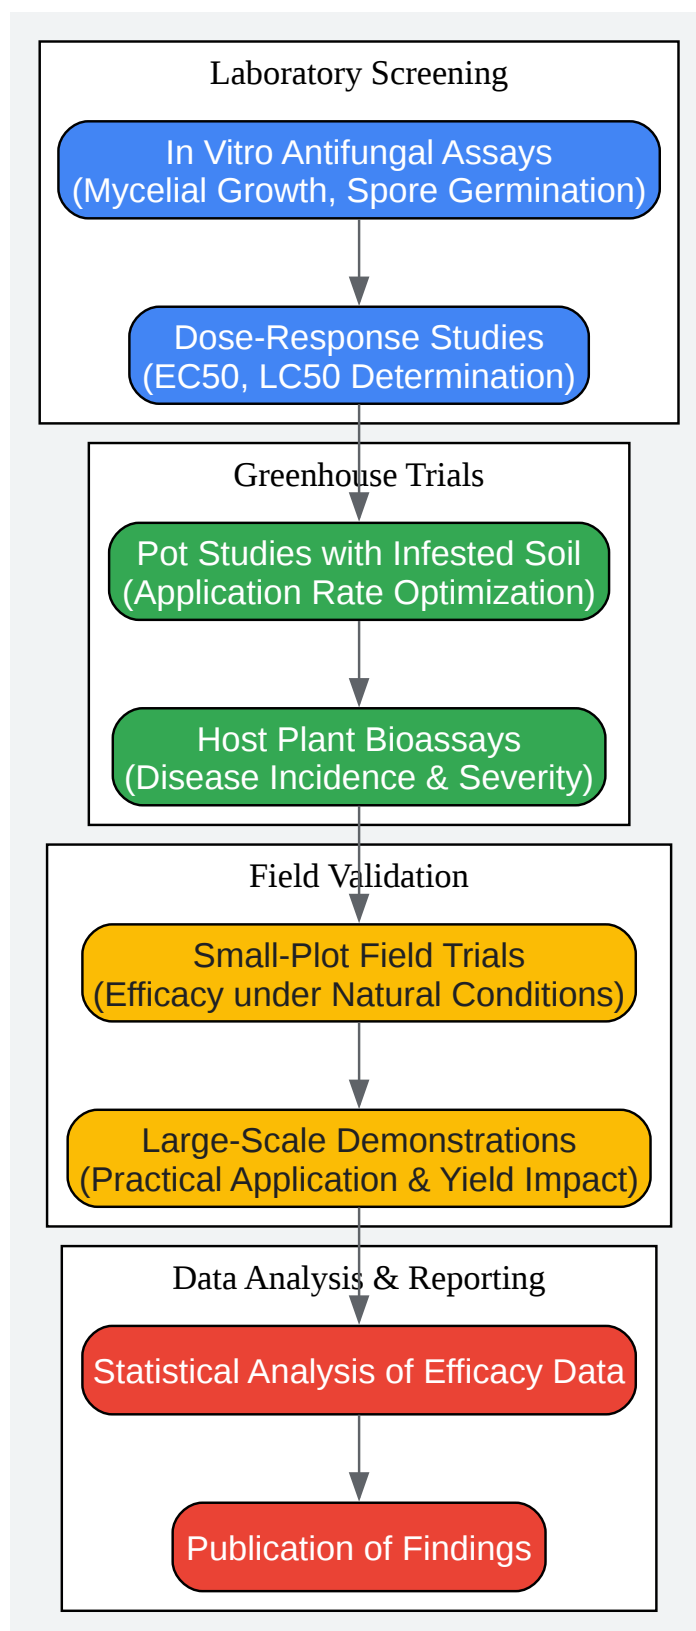 Laboratory Screening
In Vitro Antifungal Assays
(Mycelial Growth, Spore Germination)
Dose-Response Studies
(EC50, LC50 Determination)
Greenhouse Trials
Pot Studies with Infested Soil
(Application Rate Optimization)
Host Plant Bioassays
(Disease Incidence & Severity)
Field Validation
Small-Plot Field Trials
(Efficacy under Natural Conditions)
Large-Scale Demonstrations
(Practical Application & Yield Impact)
Data Analysis & Reporting
Statistical Analysis of Efficacy Data
Publication of Findings